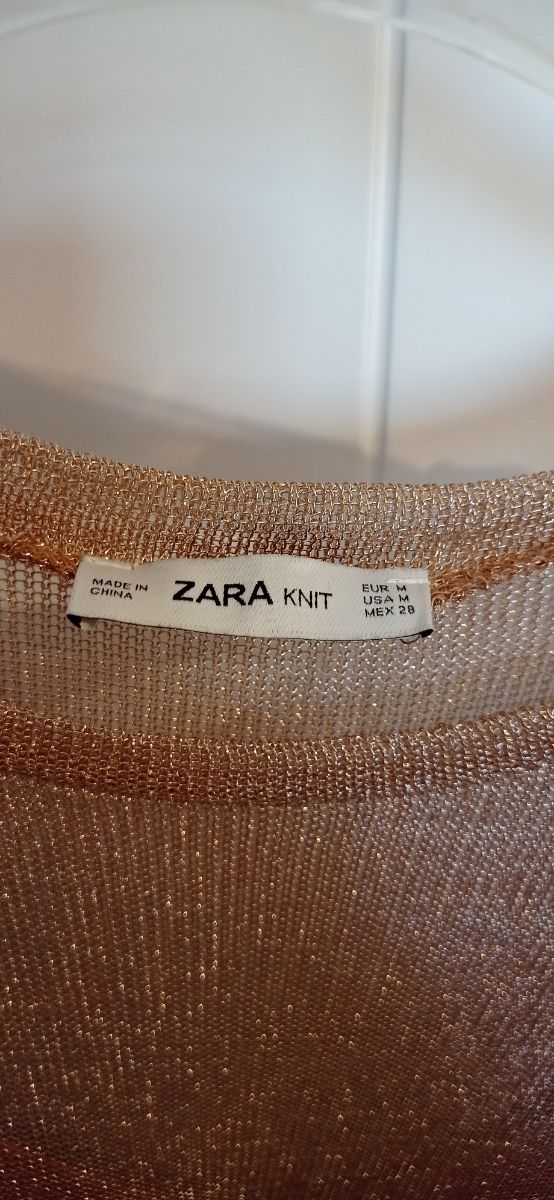 MADE IN
CHINA
ZARA KNIT
EUR M
USA M
MEX 28